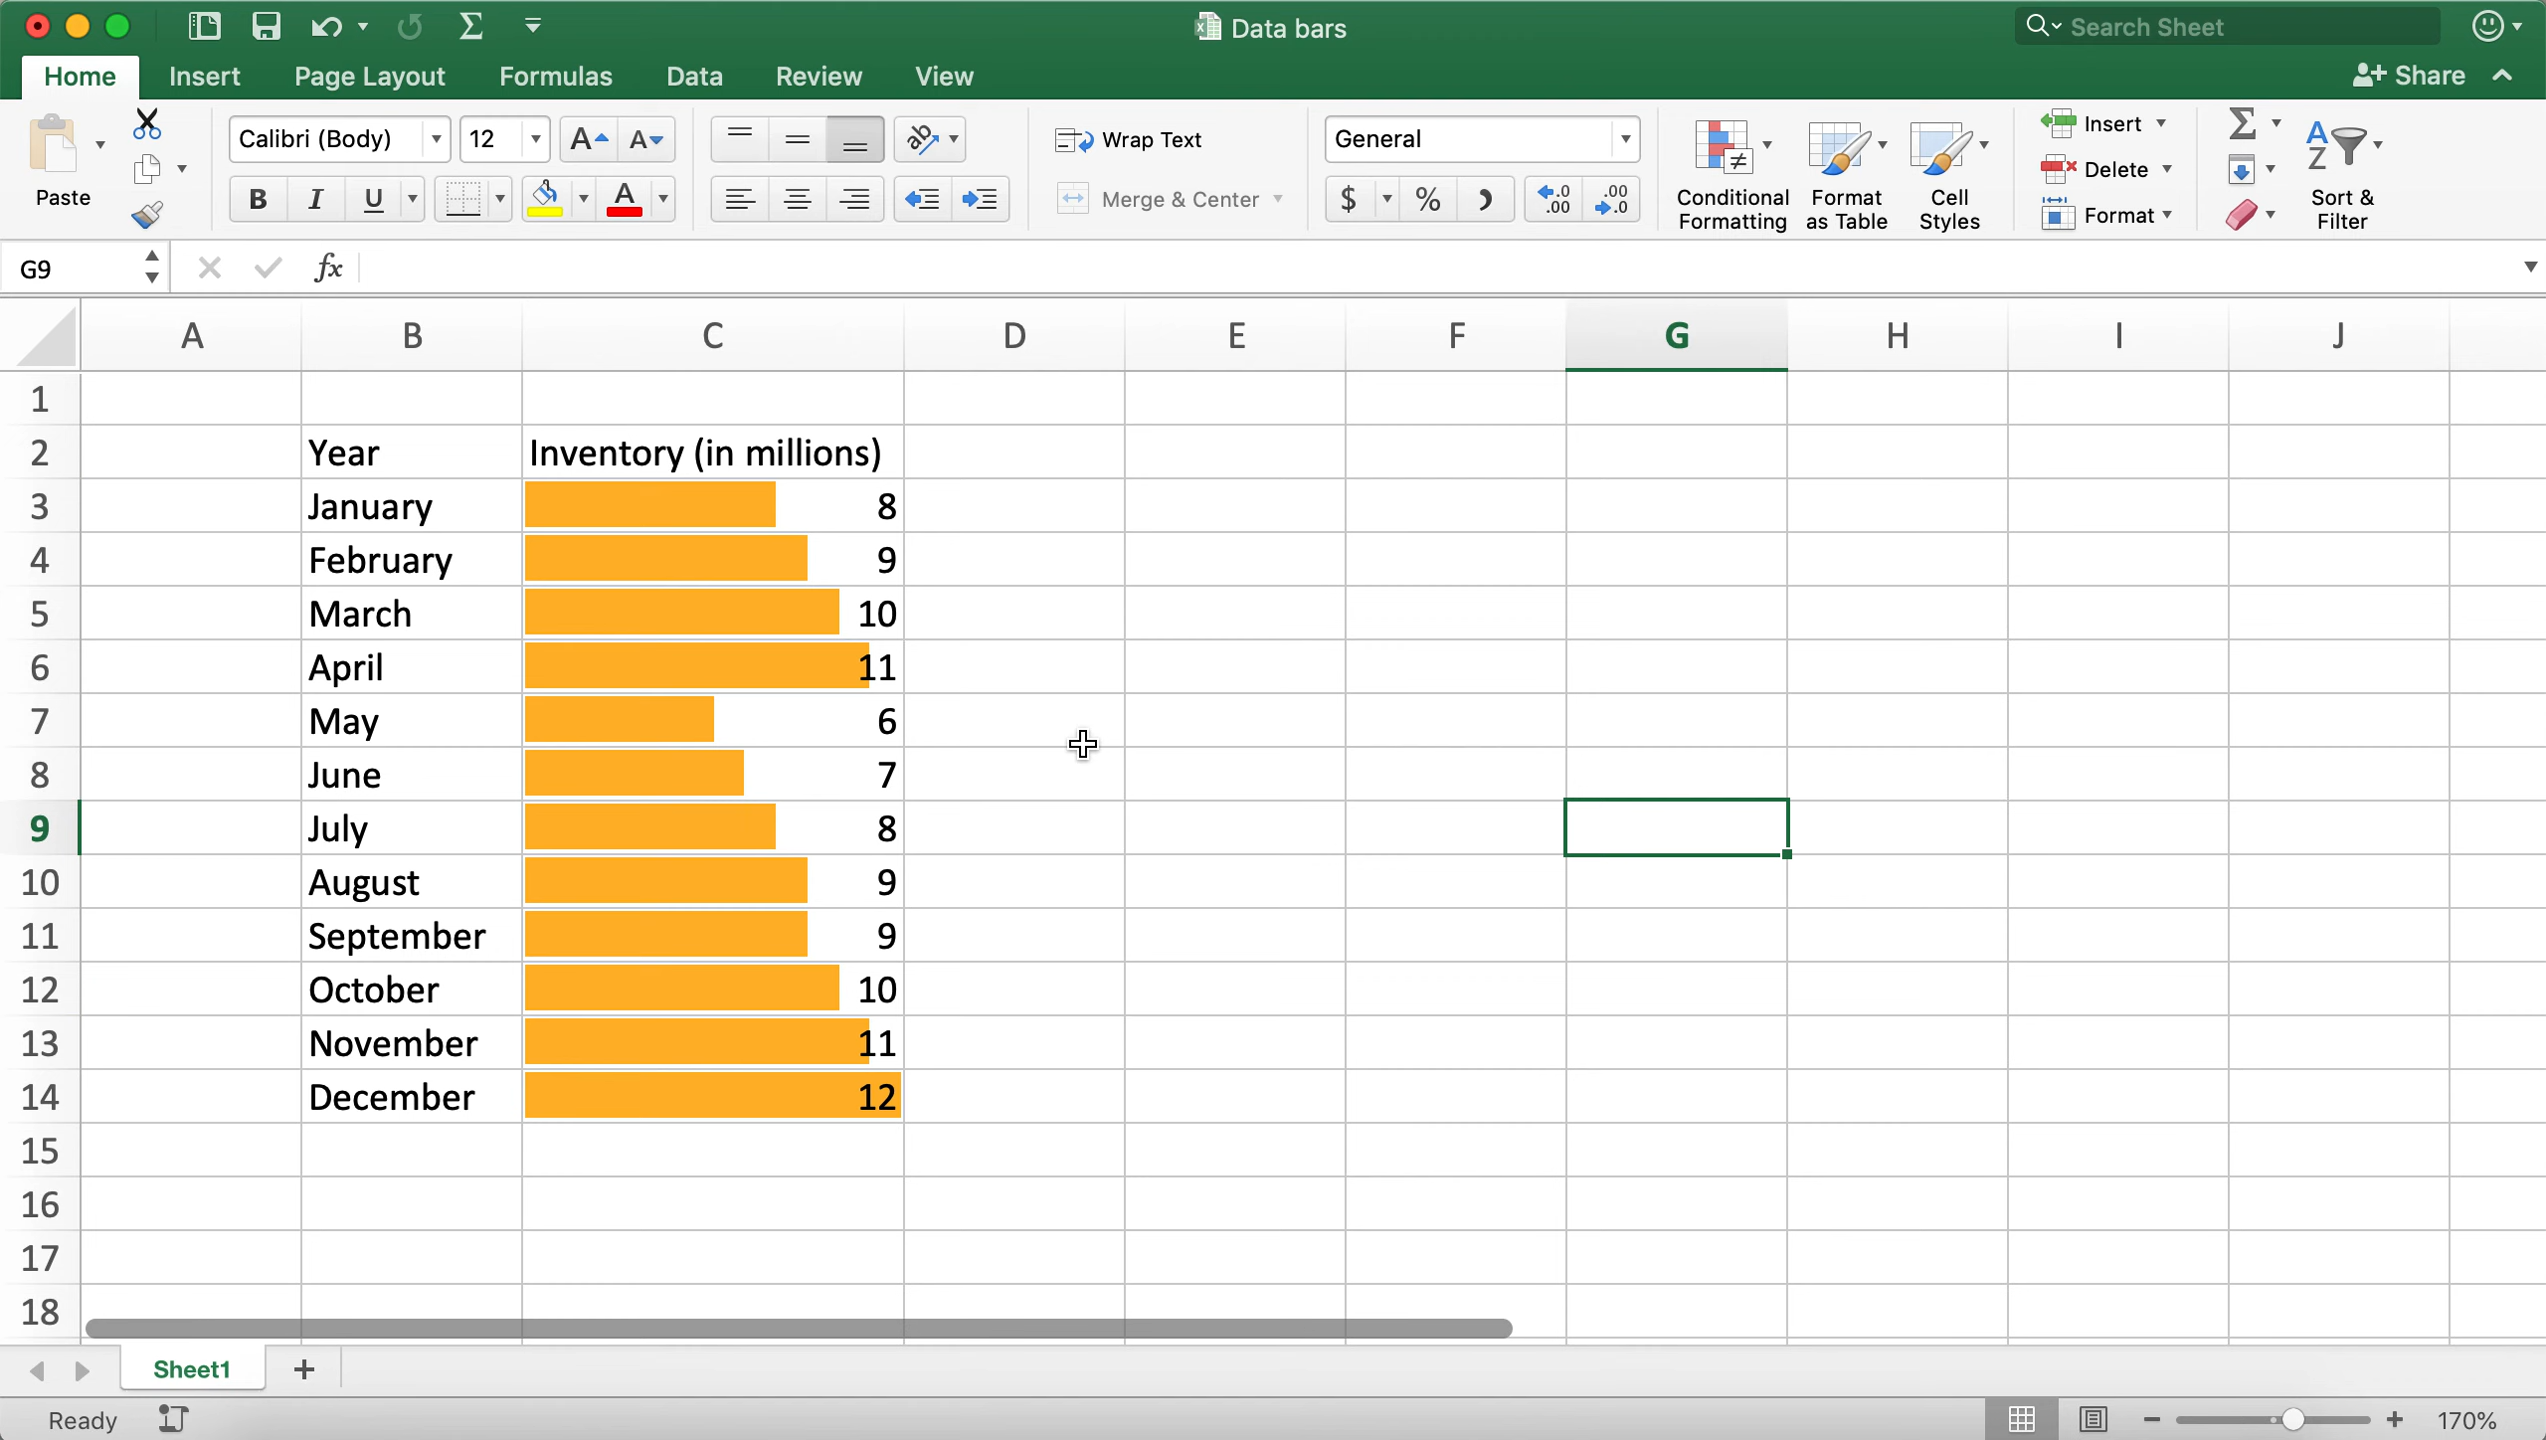 Data bars
Search Sheet
Home Insert Page Layout Formulas Data Review View
Share
Paste
Calibri (Body) 12
Wrap Text
Merge & Center
General
Conditional Formatting
Format as Table
Cell Styles
Insert
Delete
Format
Sort & Filter
G9 fx
A B C D E F G H I J
1
2 Year Inventory (in millions)
3 January 8
4 February 9
5 March 10
6 April 11
7 May 6
8 June 7
9 July 8
10 August 9
11 September 9
12 October 10
13 November 11
14 December 12
15
16
17
18
Sheet1 +
Ready 170%